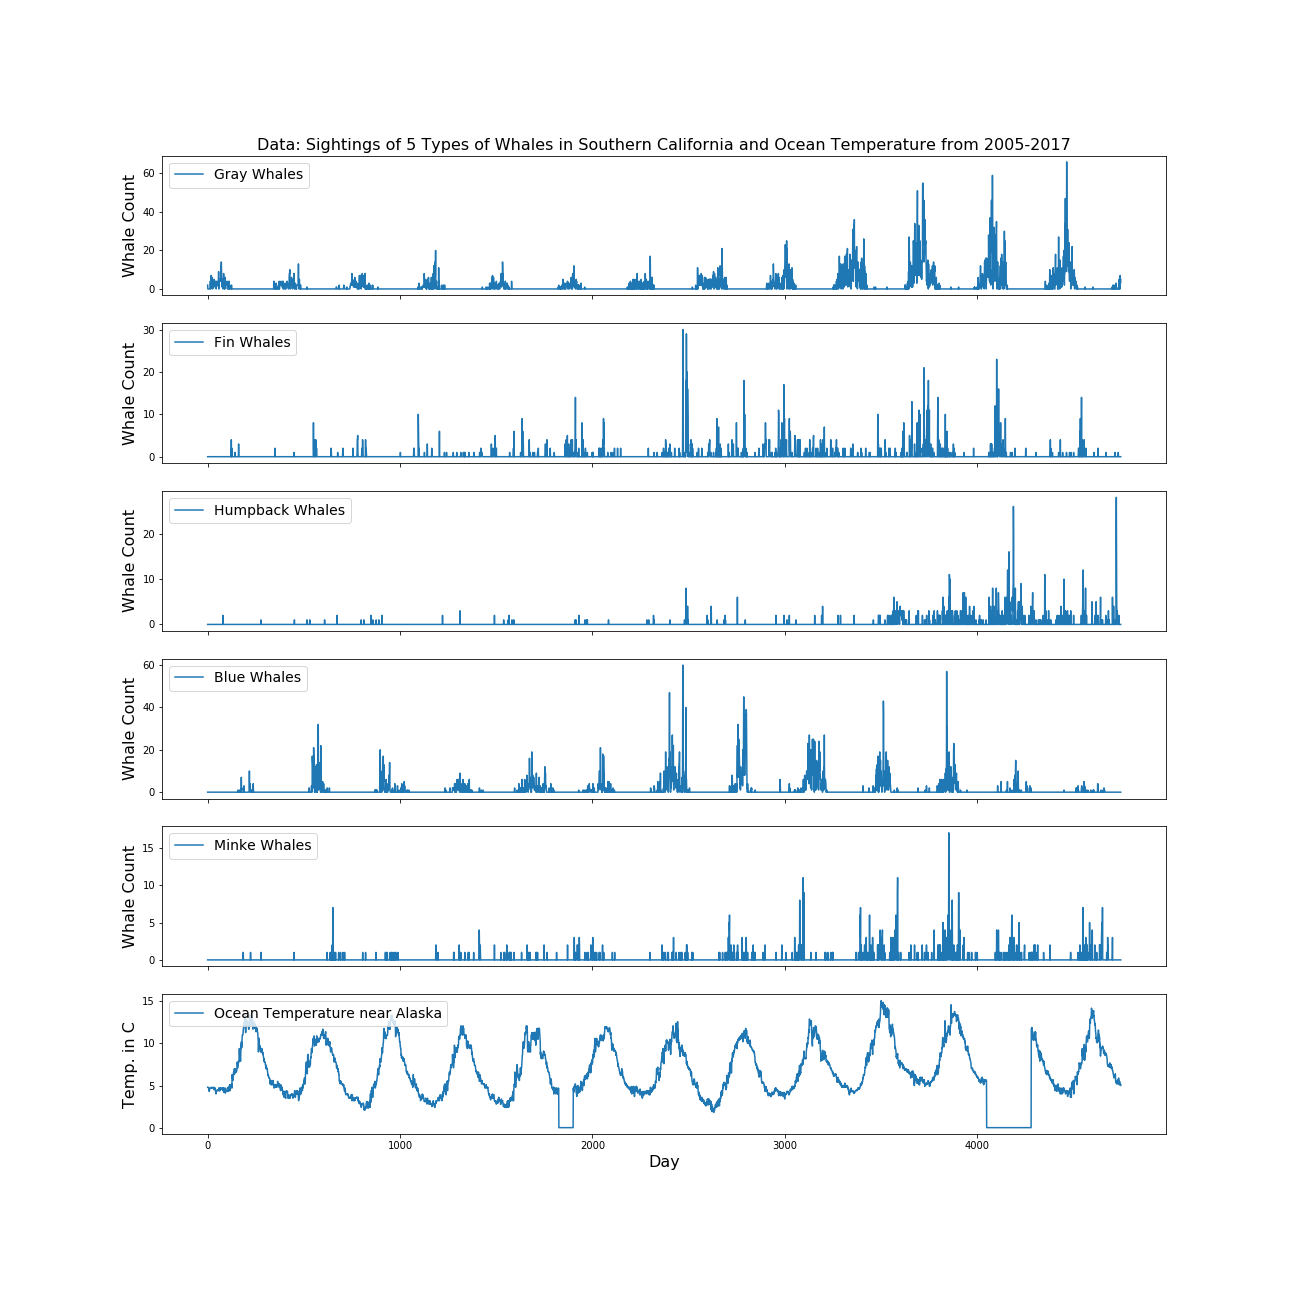 Data: Sightings of 5 Types of Whales in Southern California and Ocean Temperature from 2005-2017
Gray Whales
Whale Count
60
40
20
0
Fin Whales
Whale Count
30
20
10
0
Humpback Whales
Whale Count
20
10
0
Blue Whales
Whale Count
60
40
20
0
Minke Whales
Whale Count
15
10
5
0
Ocean Temperature near Alaska
Temp. in C
15
10
5
0
0 1000 2000 3000 4000
Day